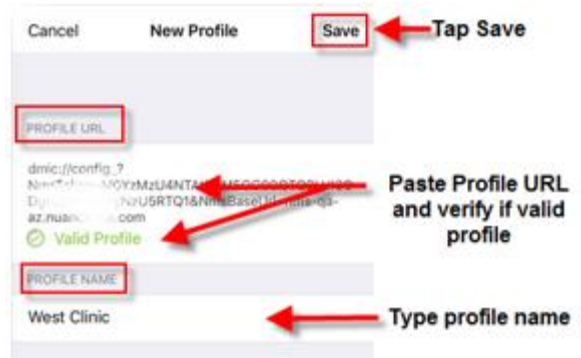 Cancel New Profile Save Tap Save
PROFILE URL
dmic://config_?
Paste Profile URL
and verify if valid
profile
com
Valid Profile
PROFILE NAME
West Clinic Type profile name